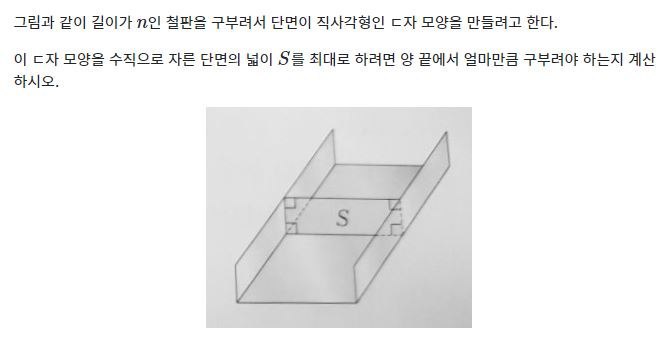 그림과 같이 길이가 n인 철판을 구부려서 단면이 직사각형인 ㄷ자 모양을 만들려고 한다.
이 ㄷ자 모양을 수직으로 자른 단면의 넓이 S를 최대로 하려면 양 끝에서 얼마만큼 구부려야 하는지 계산
하시오.
S